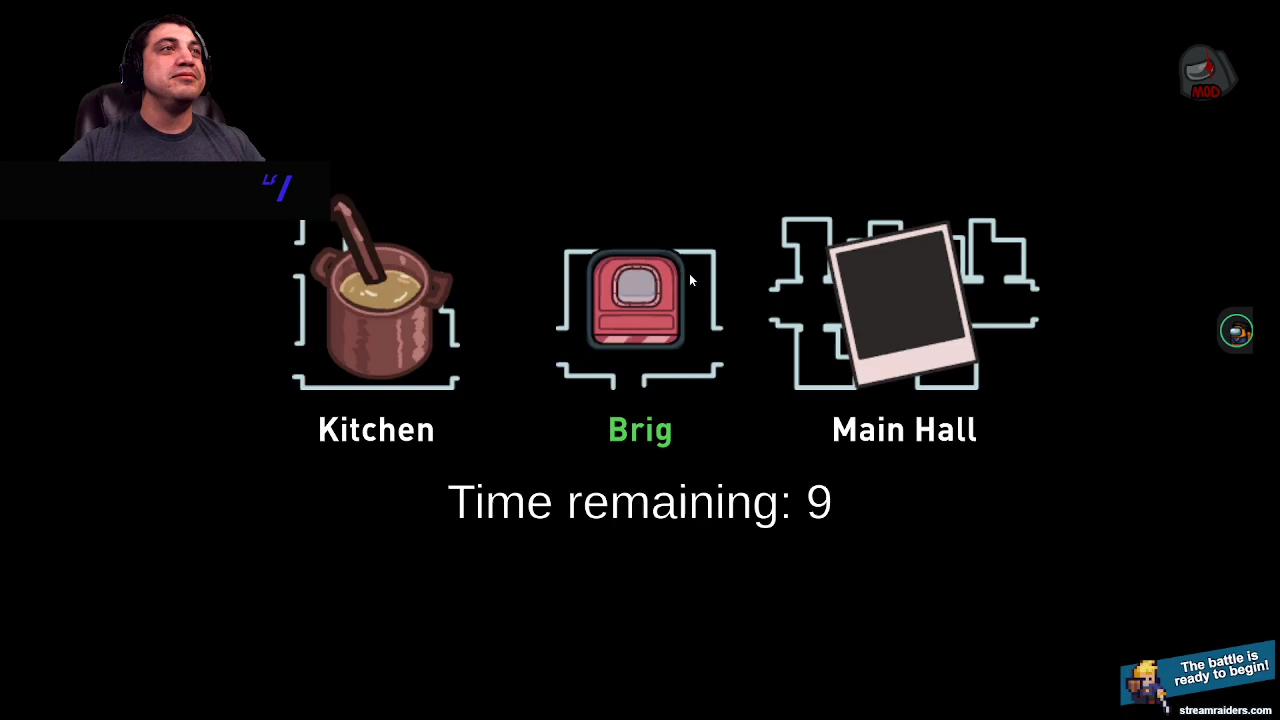 MOD
Kitchen
Brig
Main Hall
Time remaining: 9
The battle is
ready to begin!
streamraiders.com